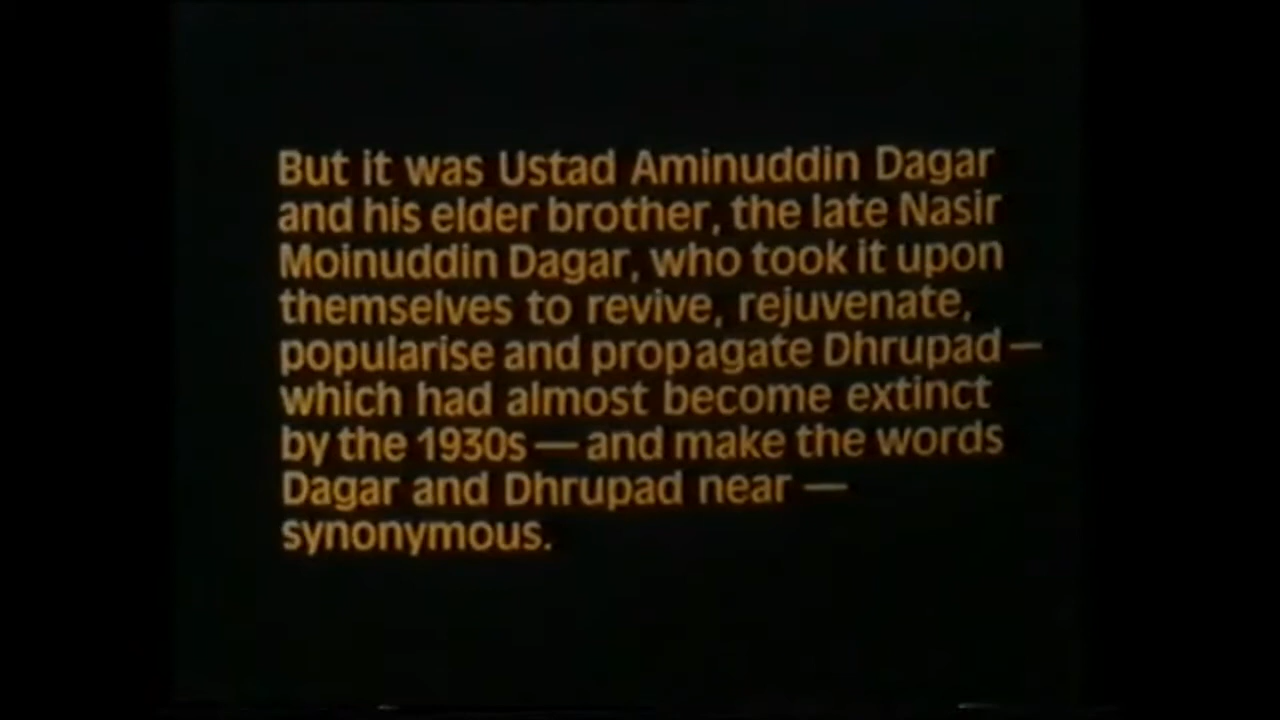 But it was Ustad Aminuddin Dagar
and his elder brother, the late Nasir
Moinuddin Dagar, who took it upon
themselves to revive, rejuvenate,
popularise and propagate Dhrupad —
which had almost become extinct
by the 1930s — and make the words
Dagar and Dhrupad near —
synonymous.